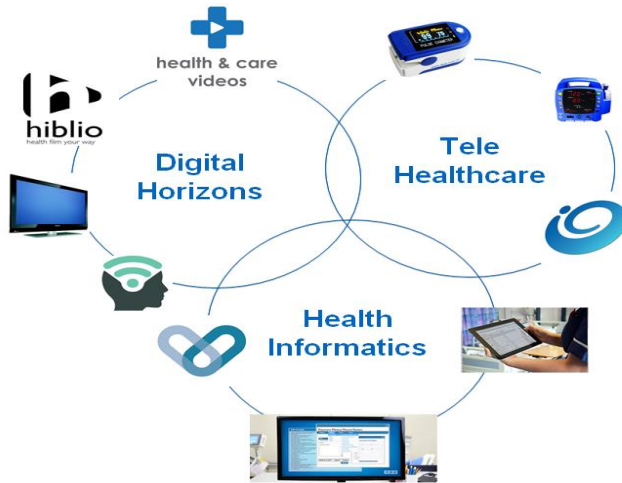 health & care
videos
hiblio
health film your way
Digital
Horizons
Tele
Healthcare
Health
Informatics